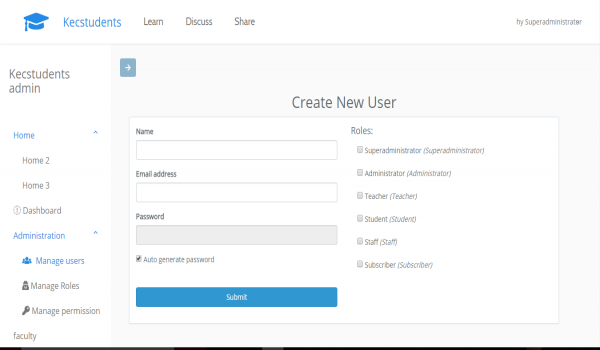 Kecstudents Learn Discuss Share by Superadministrator
Kecstudents
admin
Home
Home 2
Home 3
Dashboard
Administration
Manage users
Manage Roles
Manage permission
faculty
Create New User
Name
Email address
Password
Auto generate password
Submit
Roles:
Superadministrator (Superadministrator)
Administrator (Administrator)
Teacher (Teacher)
Student (Student)
Staff (Staff)
Subscriber (Subscriber)